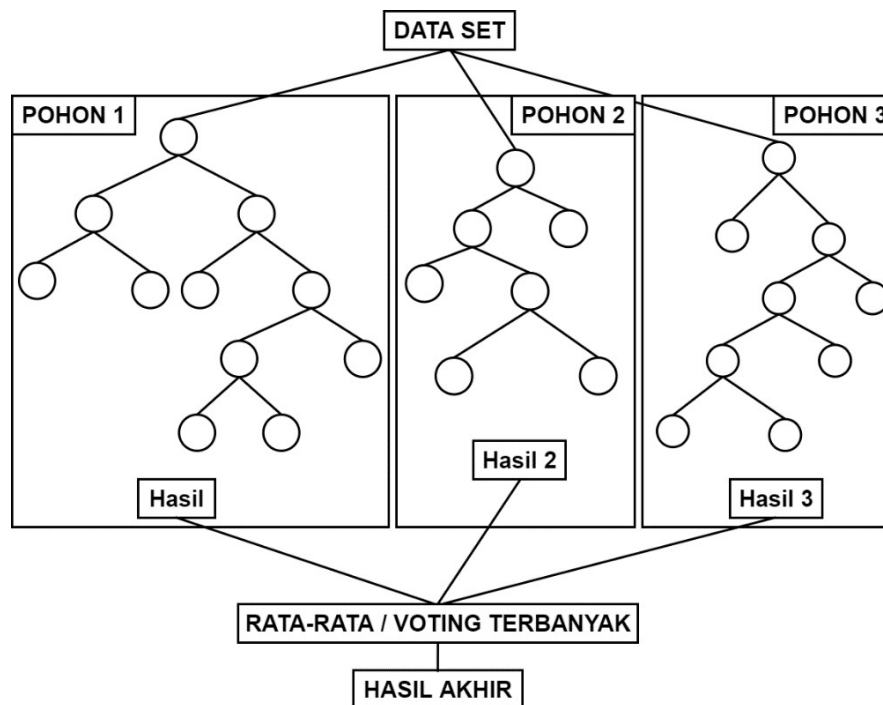 DATA SET
POHON 1
POHON 2
POHON 3
Hasil
Hasil 2
Hasil 3
RATA-RATA / VOTING TERBANYAK
HASIL AKHIR